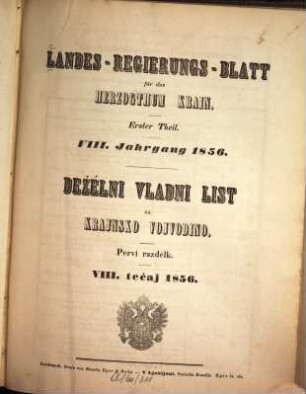 LANDES-REGIERUNGS-BLATT
für das
HERZOGTHUM KRAIN.
Erster Theil.
VIII. Jahrgang 1856.
DEŽÉLNI VLADNI LIST
za
KRAJNSKO VOJVODINO.
Pervi razdelk.
VIII. tečaj 1856.